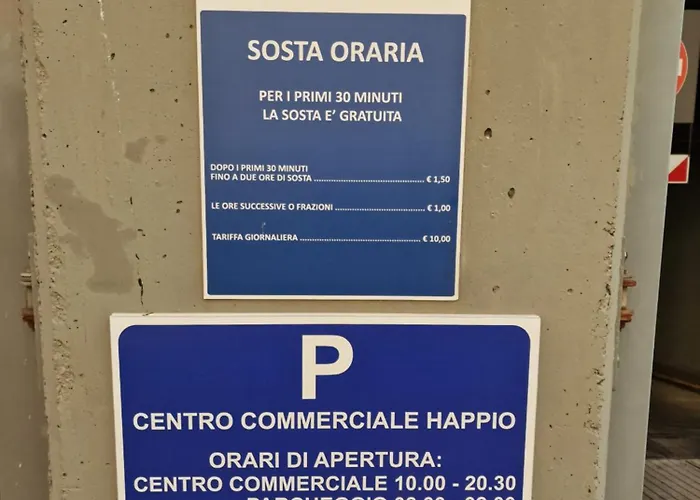 SOSTA ORARIA
PER I PRIMI 30 MINUTI
LA SOSTA E' GRATUITA
DOPO I PRIMI 30 MINUTI
FINO A DUE ORE DI SOSTA ........................................ € 1,50
LE ORE SUCCESSIVE O FRAZIONI ................................. € 1,00
TARIFFA GIORNALIERA ............................................. € 10,00
P
CENTRO COMMERCIALE HAPPIO
ORARI DI APERTURA:
CENTRO COMMERCIALE 10.00 - 20.30
PARCHEGGIO